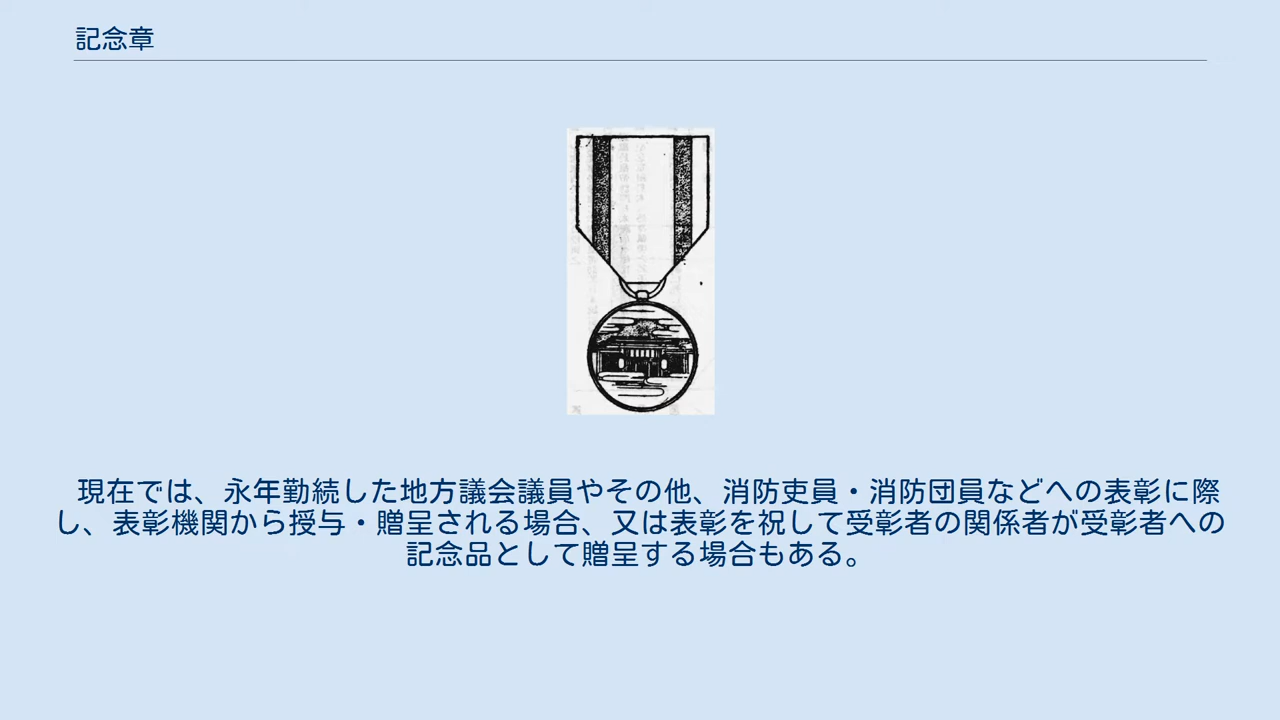 記念章
現在では、永年勤続した地方議会議員やその他、消防吏員・消防団員などへの表彰に際
し、表彰機関から授与・贈呈される場合、又は表彰を祝して受彰者の関係者が受彰者への
記念品として贈呈する場合もある。